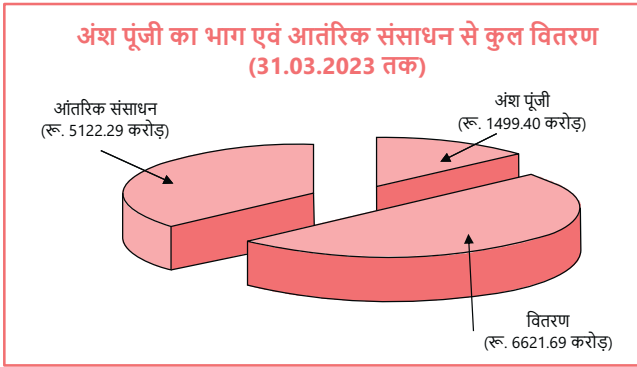 अंश पूंजी का भाग एवं आतंरिक संसाधन से कुल वितरण
(31.03.2023 तक)
आंतरिक संसाधन
(रू. 5122.29 करोड़)
अंश पूंजी
(रू. 1499.40 करोड़)
वितरण
(रू. 6621.69 करोड़)